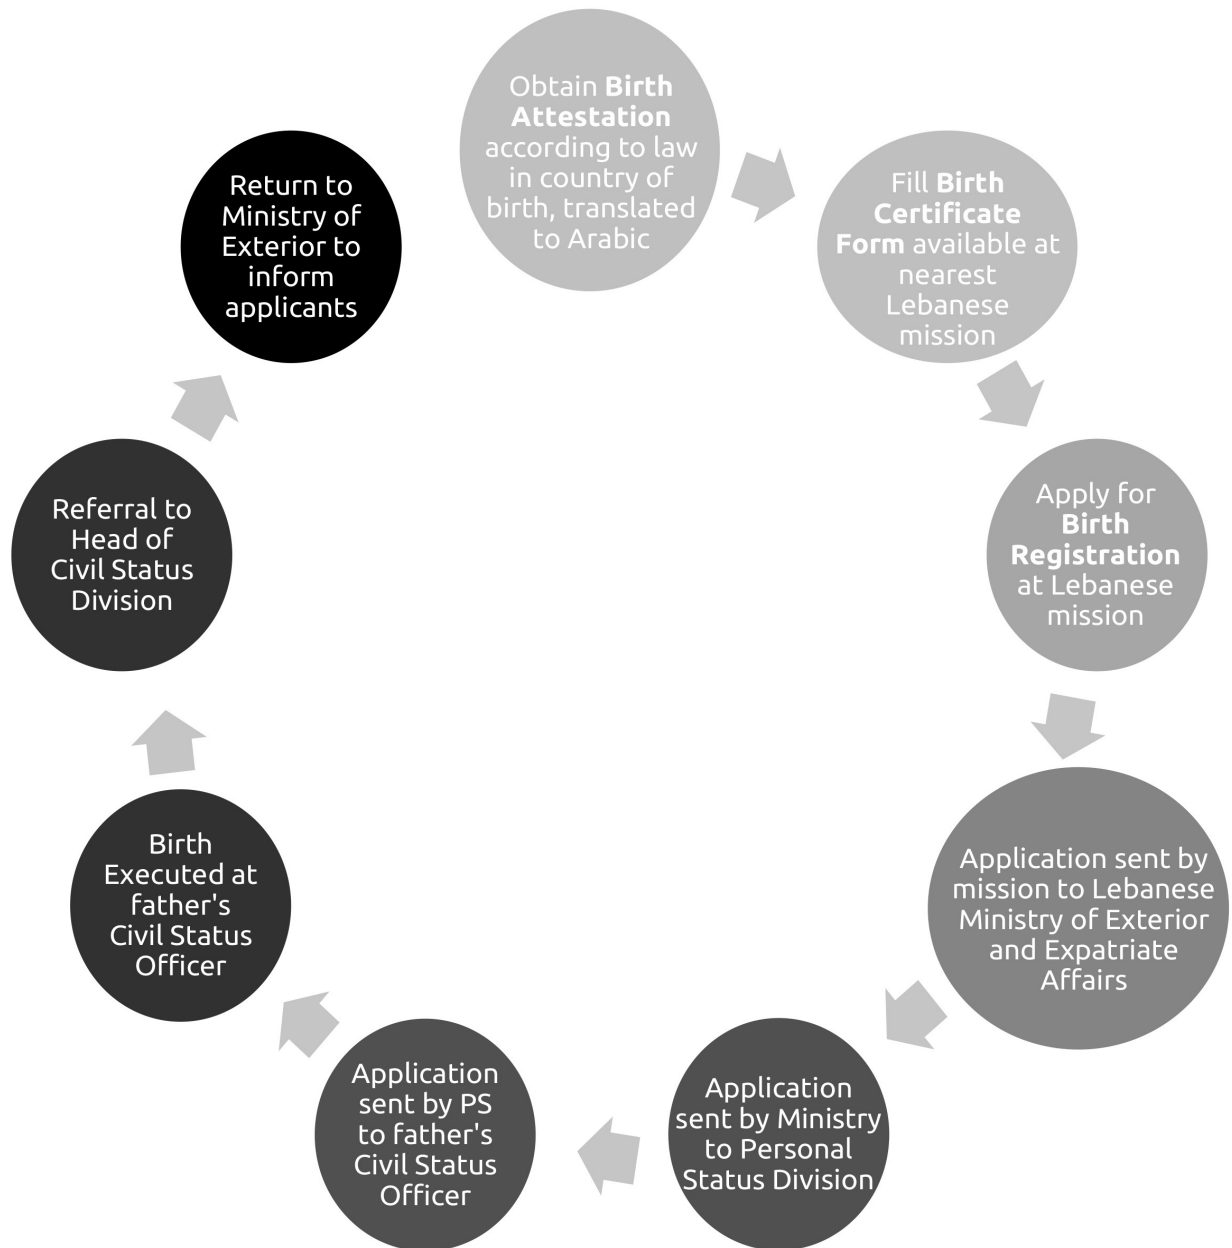 Obtain Birth
Attestation
according to law
in country of
birth, translated
to Arabic
Fill Birth
Certificate
Form available at
nearest
Lebanese
mission
Apply for
Birth
Registration
at Lebanese
mission
Application sent by
mission to Lebanese
Ministry of Exterior
and Expatriate
Affairs
Application
sent by Ministry
to Personal
Status Division
Application
sent by PS
to father's
Civil Status
Officer
Birth
Executed at
father's
Civil Status
Officer
Referral to
Head of
Civil Status
Division
Return to
Ministry of
Exterior to
inform
applicants